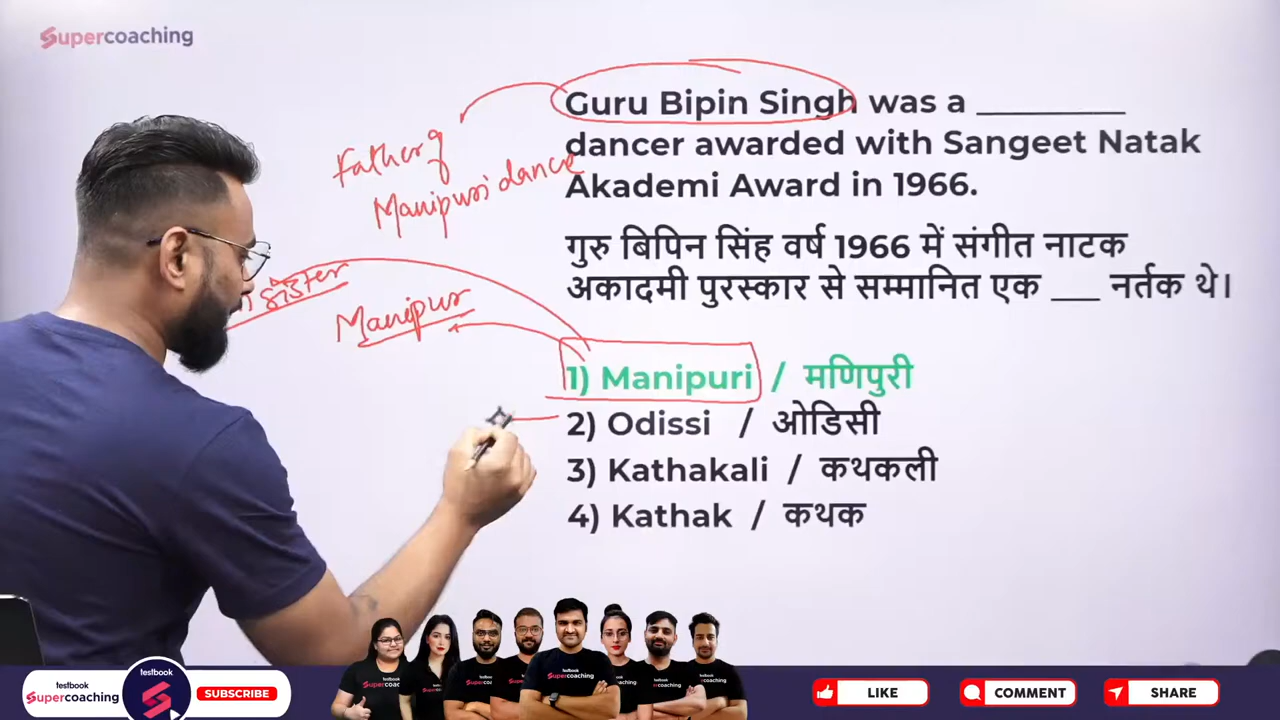 Supercoaching
Guru Bipin Singh was a ________
dancer awarded with Sangeet Natak
Akademi Award in 1966.
Father of
Manipuri dance
गुरु बिपिन सिंह वर्ष 1966 में संगीत नाटक
अकादमी पुरस्कार से सम्मानित एक ___ नर्तक थे।
Sister
Manipur
1) Manipuri / मणिपुरी
2) Odissi / ओडिसी
3) Kathakali / कथकली
4) Kathak / कथक
testbook
Supercoaching
testbook
SUBSCRIBE
LIKE
COMMENT
SHARE